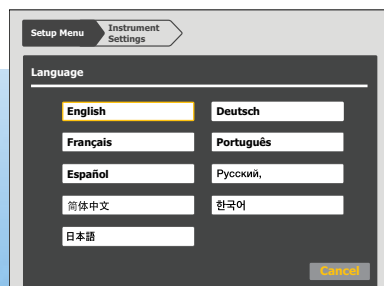 Setup Menu
Instrument
Settings
Language
English
Deutsch
Français
Português
Español
Русский,
简体中文
한국어
日本語
Cancel